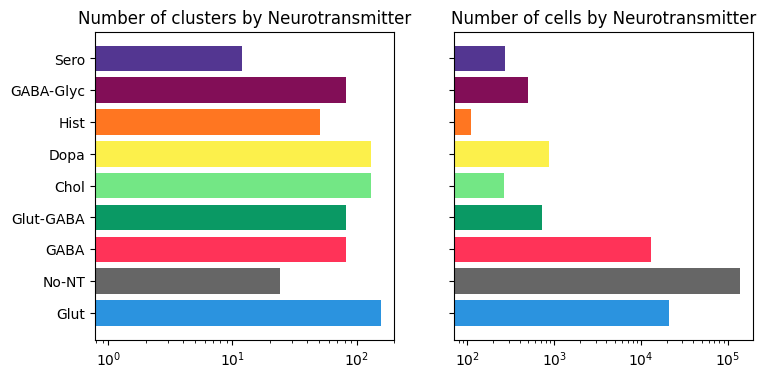 Number of clusters by Neurotransmitter
Number of cells by Neurotransmitter
Sero
GABA-Glyc
Hist
Dopa
Chol
Glut-GABA
GABA
No-NT
Glut
10⁰ 10¹ 10²
10² 10³ 10⁴ 10⁵